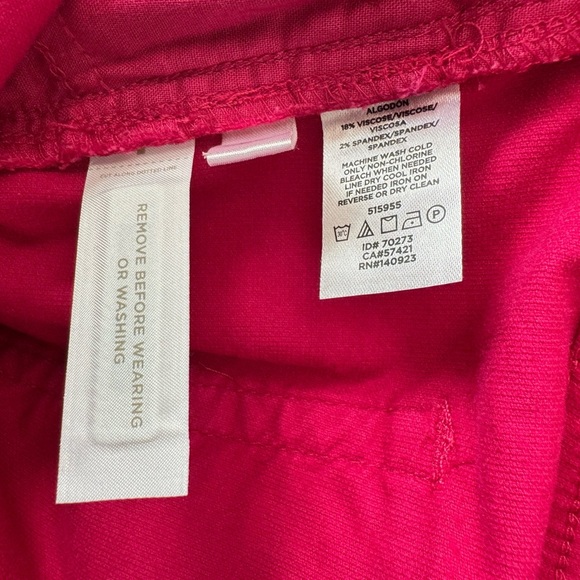 CUT ALONG DOTTED LINE
REMOVE BEFORE WEARING
OR WASHING
ALGODÓN
18% VISCOSE/VISCOSE/
VISCOSA
2% SPANDEX/SPANDEX/
SPANDEX
MACHINE WASH COLD
ONLY NON-CHLORINE
BLEACH WHEN NEEDED
LINE DRY COOL IRON
IF NEEDED IRON ON
REVERSE OR DRY CLEAN
515955
30°C P
ID# 70273
CA#57421
RN#140923